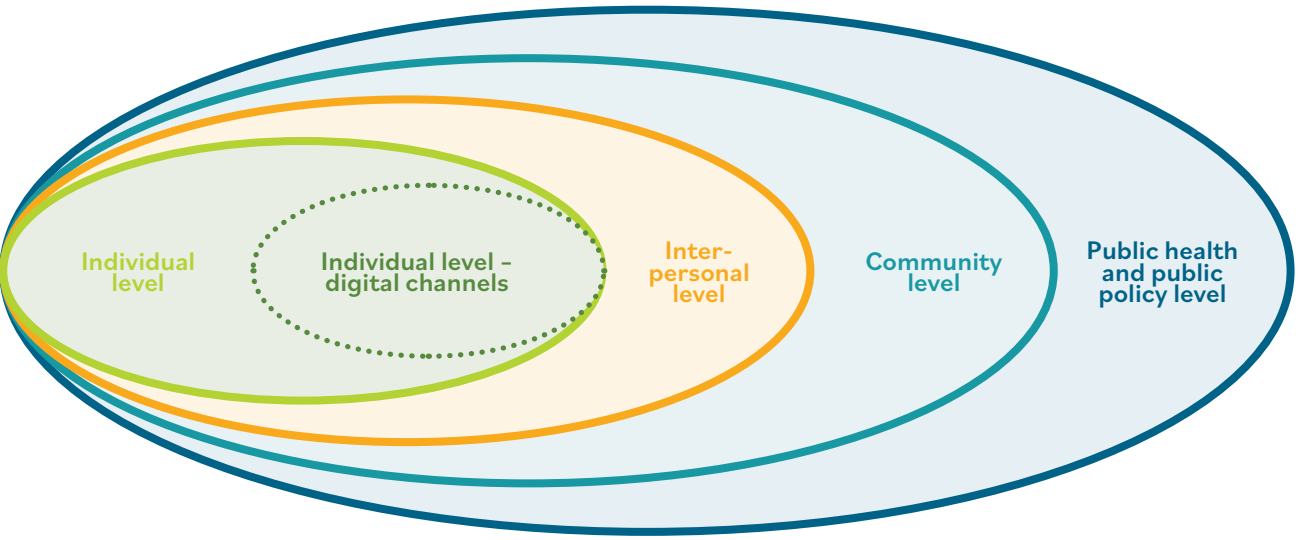 Individual
level
Individual level –
digital channels
Inter-
personal
level
Community
level
Public health
and public
policy level